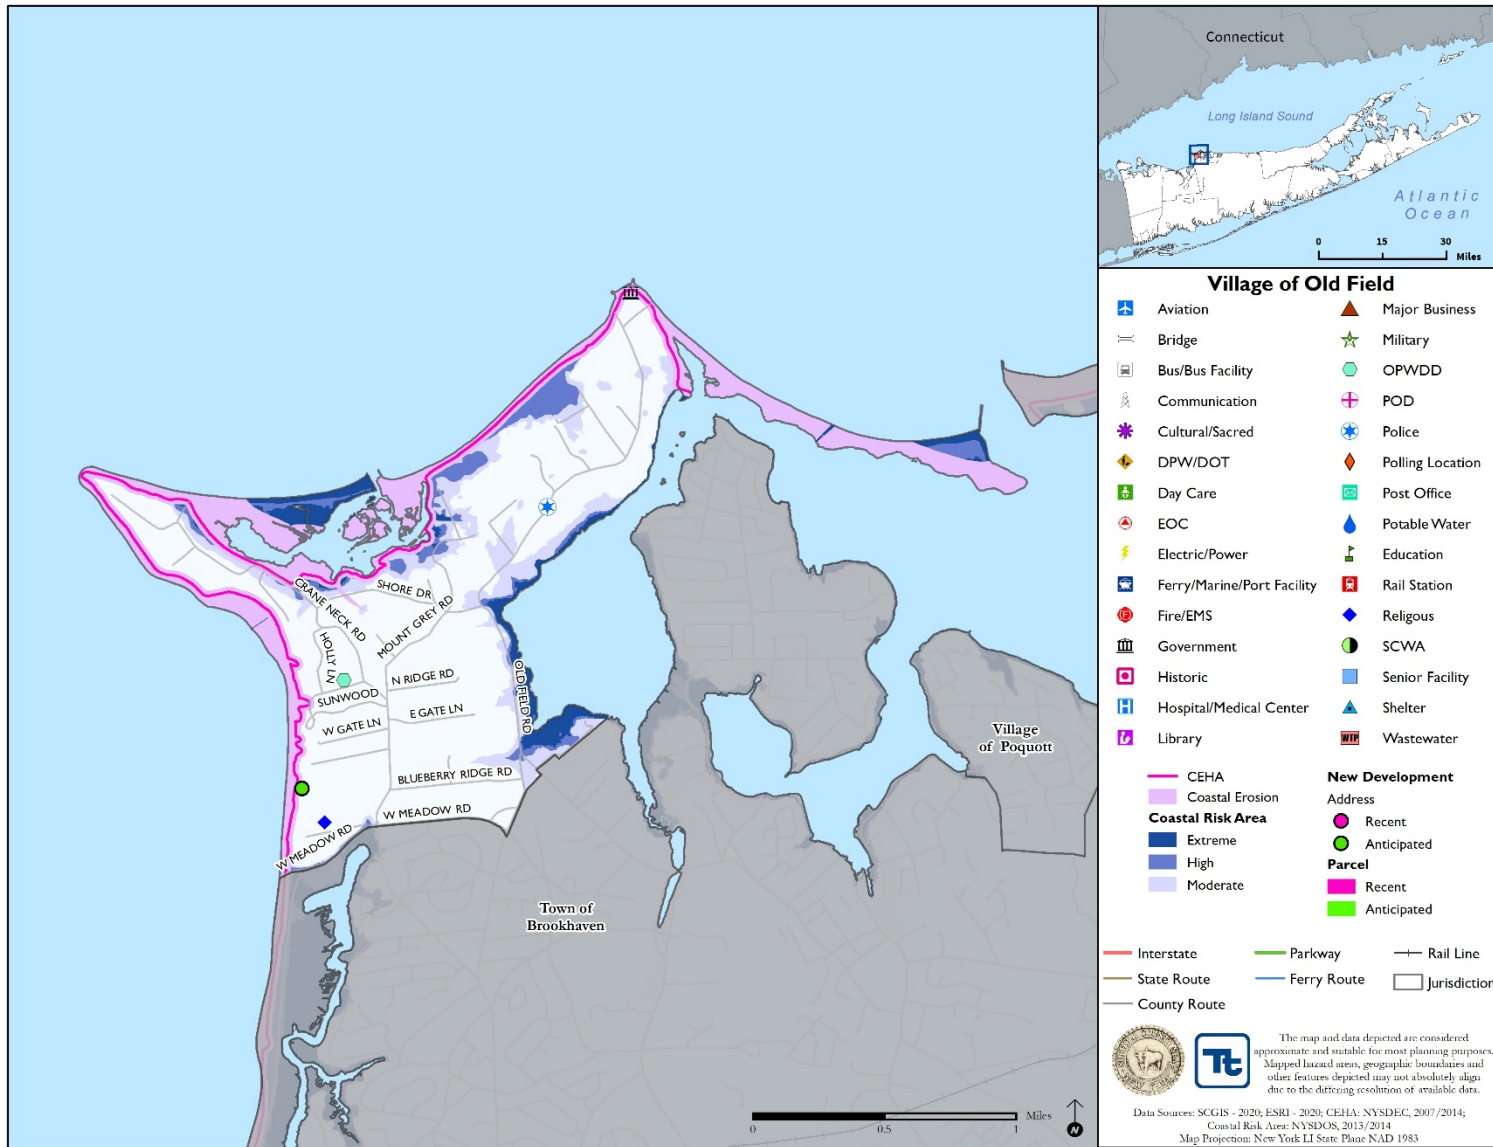 Connecticut
Long Island Sound
Atlantic
Ocean
0 15 30
Miles
CRANE NECK RD
SHORE DR
MOUNT GREY RD
HOLLY LN
SUNWOOD
N RIDGE RD
OLD FIELD RD
W GATE LN
E GATE LN
BLUEBERRY RIDGE RD
W MEADOW RD
W MEADOW RD
Village
of Poquott
Town of
Brookhaven
0 0.5 1
Miles
N
Village of Old Field
Aviation
Bridge
Bus/Bus Facility
Communication
Cultural/Sacred
DPW/DOT
Day Care
EOC
Electric/Power
Ferry/Marine/Port Facility
Fire/EMS
Government
Historic
Hospital/Medical Center
Library
Major Business
Military
OPWDD
POD
Police
Polling Location
Post Office
Potable Water
Education
Rail Station
Religous
SCWA
Senior Facility
Shelter
WTP Wastewater
CEHA
Coastal Erosion
Coastal Risk Area
Extreme
High
Moderate
New Development
Address
Recent
Anticipated
Parcel
Recent
Anticipated
Interstate
State Route
County Route
Parkway
Ferry Route
Rail Line
Jurisdiction
Tt
The map and data depicted are considered
approximate and suitable for most planning purposes.
Mapped hazard areas, geographic boundaries and
other features depicted may not absolutely align
due to the differing resolution of available data.
Data Sources: SCGIS - 2020; ESRI - 2020; CEHA: NYSDEC, 2007/2014;
Coastal Risk Area: NYSDOS, 2013/2014
Map Projection: New York LI State Plane NAD 1983